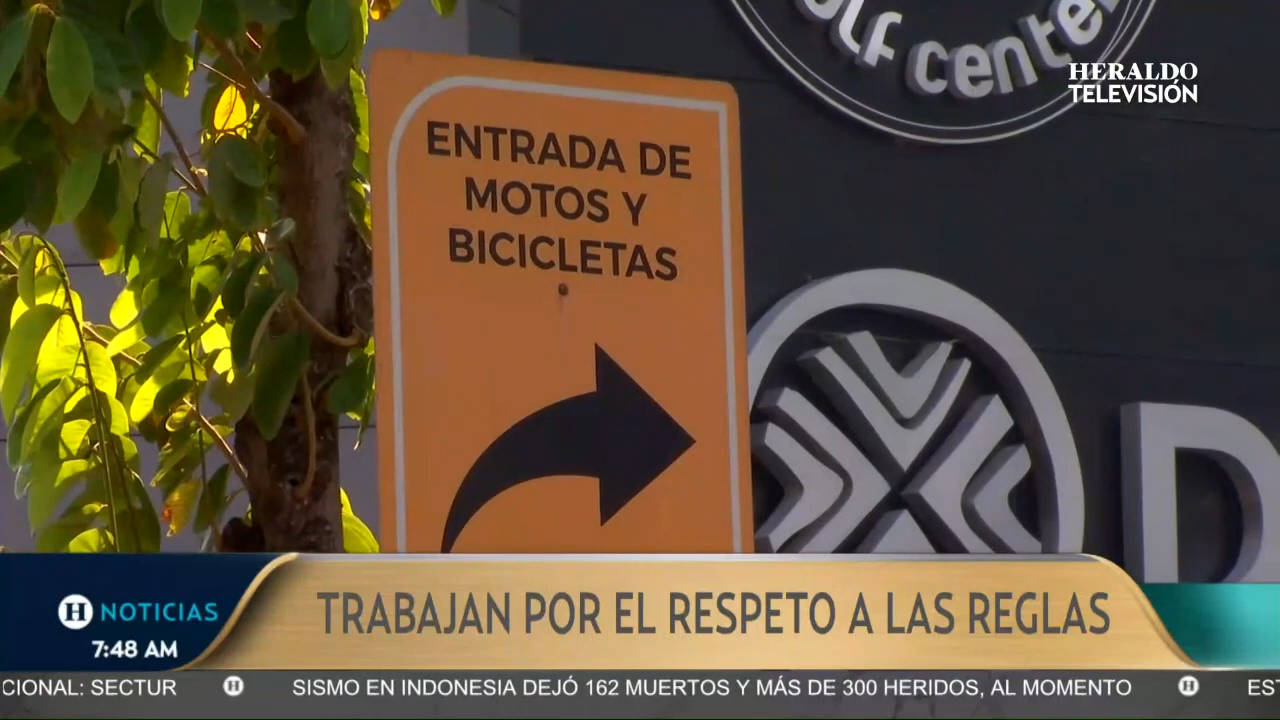 olf center
HERALDO
TELEVISIÓN
ENTRADA DE
MOTOS Y
BICICLETAS
D
TRABAJAN POR EL RESPETO A LAS REGLAS
H NOTICIAS
7:48 AM
CIONAL: SECTUR H SISMO EN INDONESIA DEJÓ 162 MUERTOS Y MÁS DE 300 HERIDOS, AL MOMENTO H EST